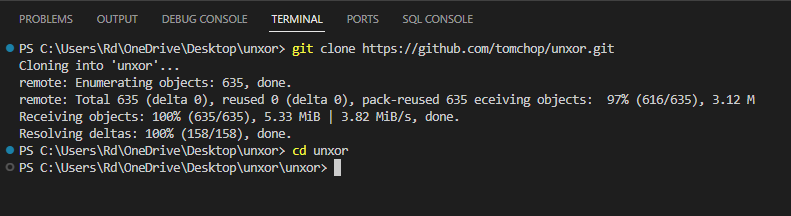 PROBLEMS OUTPUT DEBUG CONSOLE TERMINAL PORTS SQL CONSOLE
PS C:\Users\Rd\OneDrive\Desktop\unxor> git clone https://github.com/tomchop/unxor.git
Cloning into 'unxor'...
remote: Enumerating objects: 635, done.
remote: Total 635 (delta 0), reused 0 (delta 0), pack-reused 635 eceiving objects:  97% (616/635), 3.12 M
Receiving objects: 100% (635/635), 5.33 MiB | 3.82 MiB/s, done.
Resolving deltas: 100% (158/158), done.
PS C:\Users\Rd\OneDrive\Desktop\unxor> cd unxor
PS C:\Users\Rd\OneDrive\Desktop\unxor\unxor>